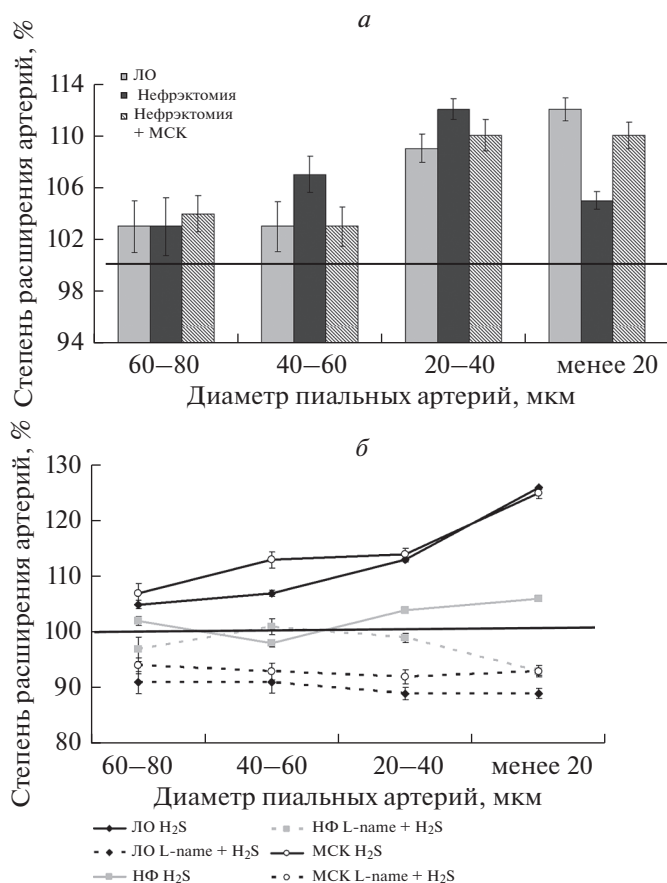 а
Степень расширения артерий, %
114
110
106
102
98
94
ЛО
Нефрэктомия
Нефрэктомия
+ МСК
60–80
40–60
20–40
менее 20
Диаметр пиальных артерий, мкм
б
Степень расширения артерий, %
130
120
110
100
90
80
60–80
40–60
20–40
менее 20
Диаметр пиальных артерий, мкм
ЛО H₂S
НФ L-name + H₂S
ЛО L-name + H₂S
МСК H₂S
НФ H₂S
МСК L-name + H₂S